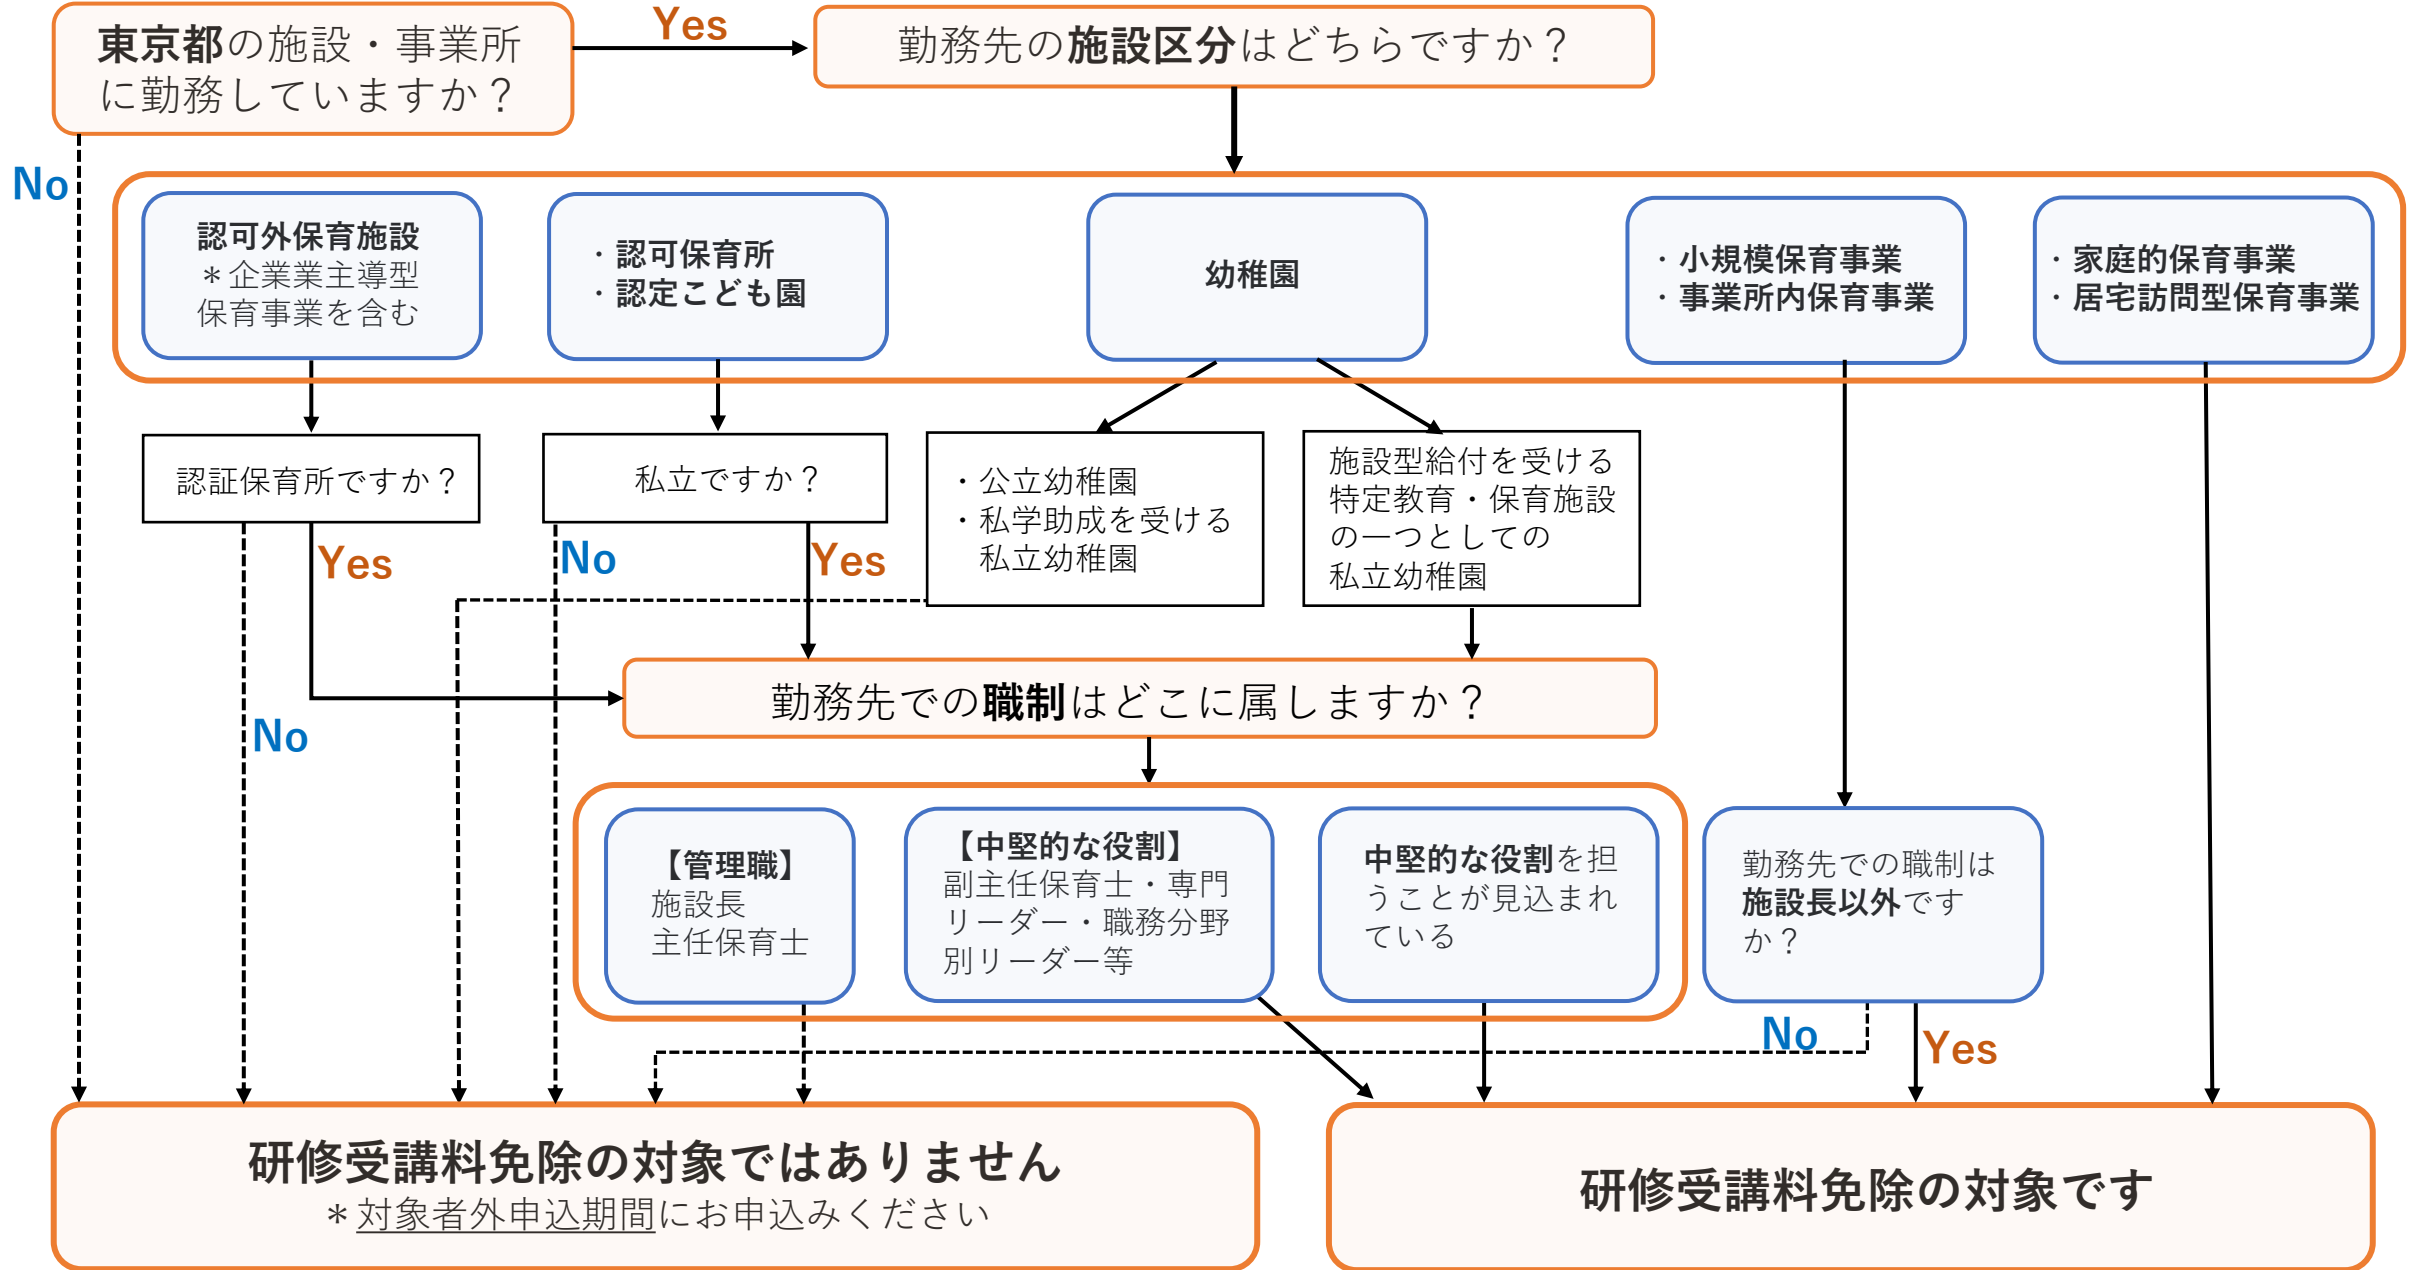 東京都の施設・事業所
に勤務していますか？
Yes
勤務先の施設区分はどちらですか？
No
認可外保育施設
＊企業業主導型
保育事業を含む
・認可保育所
・認定こども園
幼稚園
・小規模保育事業
・事業所内保育事業
・家庭的保育事業
・居宅訪問型保育事業
認証保育所ですか？
私立ですか？
・公立幼稚園
・私学助成を受ける
私立幼稚園
施設型給付を受ける
特定教育・保育施設
の一つとしての
私立幼稚園
Yes
No
Yes
No
勤務先での職制はどこに属しますか？
【管理職】
施設長
主任保育士
【中堅的な役割】
副主任保育士・専門
リーダー・職務分野
別リーダー等
中堅的な役割を担
うことが見込まれ
ている
勤務先での職制は
施設長以外です
か？
No
Yes
研修受講料免除の対象ではありません
＊対象者外申込期間にお申込みください
研修受講料免除の対象です